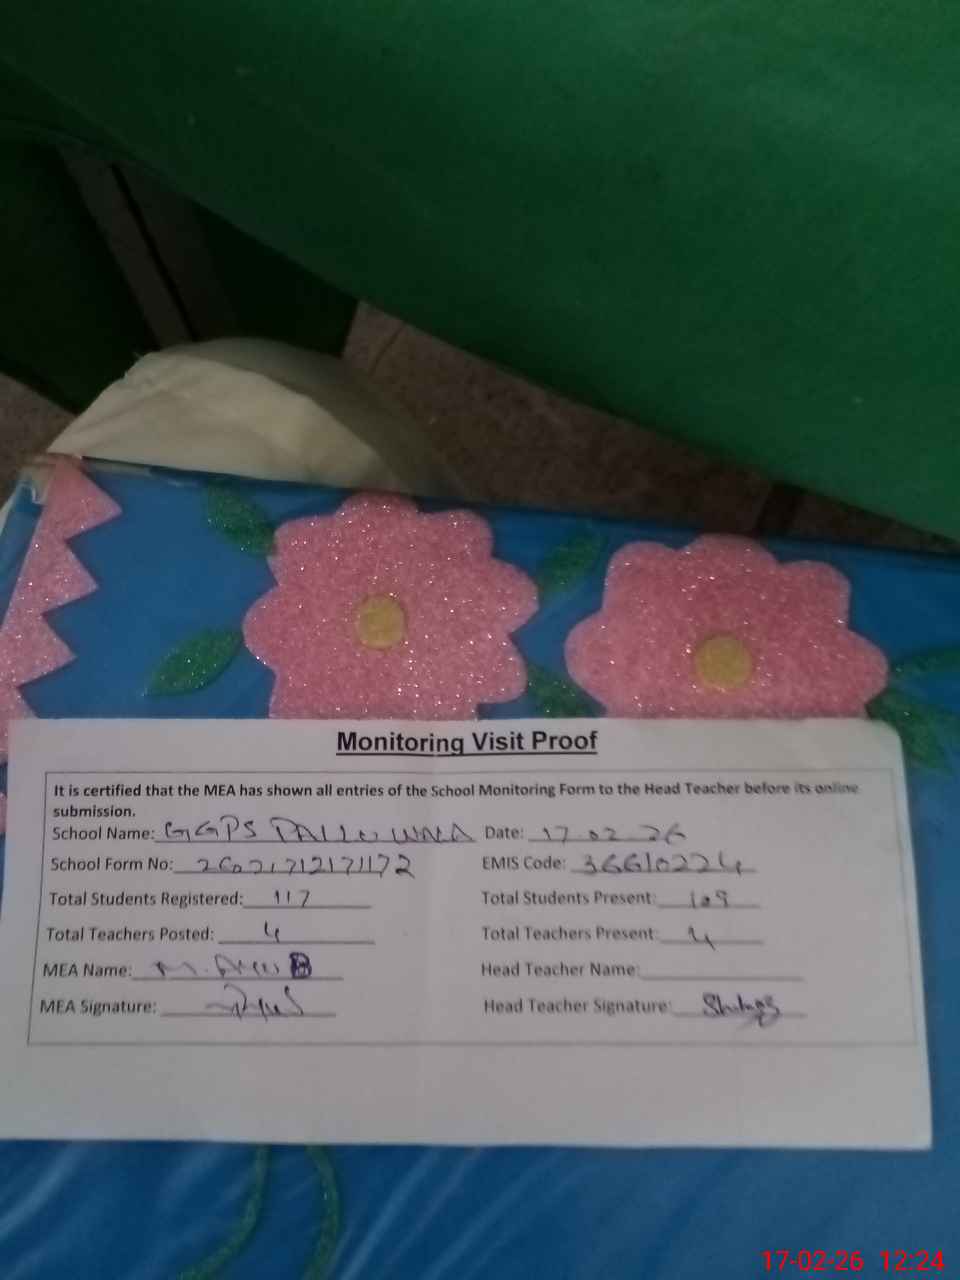 Monitoring Visit Proof
It is certified that the MEA has shown all entries of the School Monitoring Form to the Head Teacher before its online
submission.
School Name: GGPS PALLU WALA Date: 17.02.26
School Form No: EMIS Code: 36610224
Total Students Registered: 117 Total Students Present: 109
Total Teachers Posted: 4 Total Teachers Present: 4
MEA Name: M. Head Teacher Name:
MEA Signature: Head Teacher Signature:
17-02-26 12:24